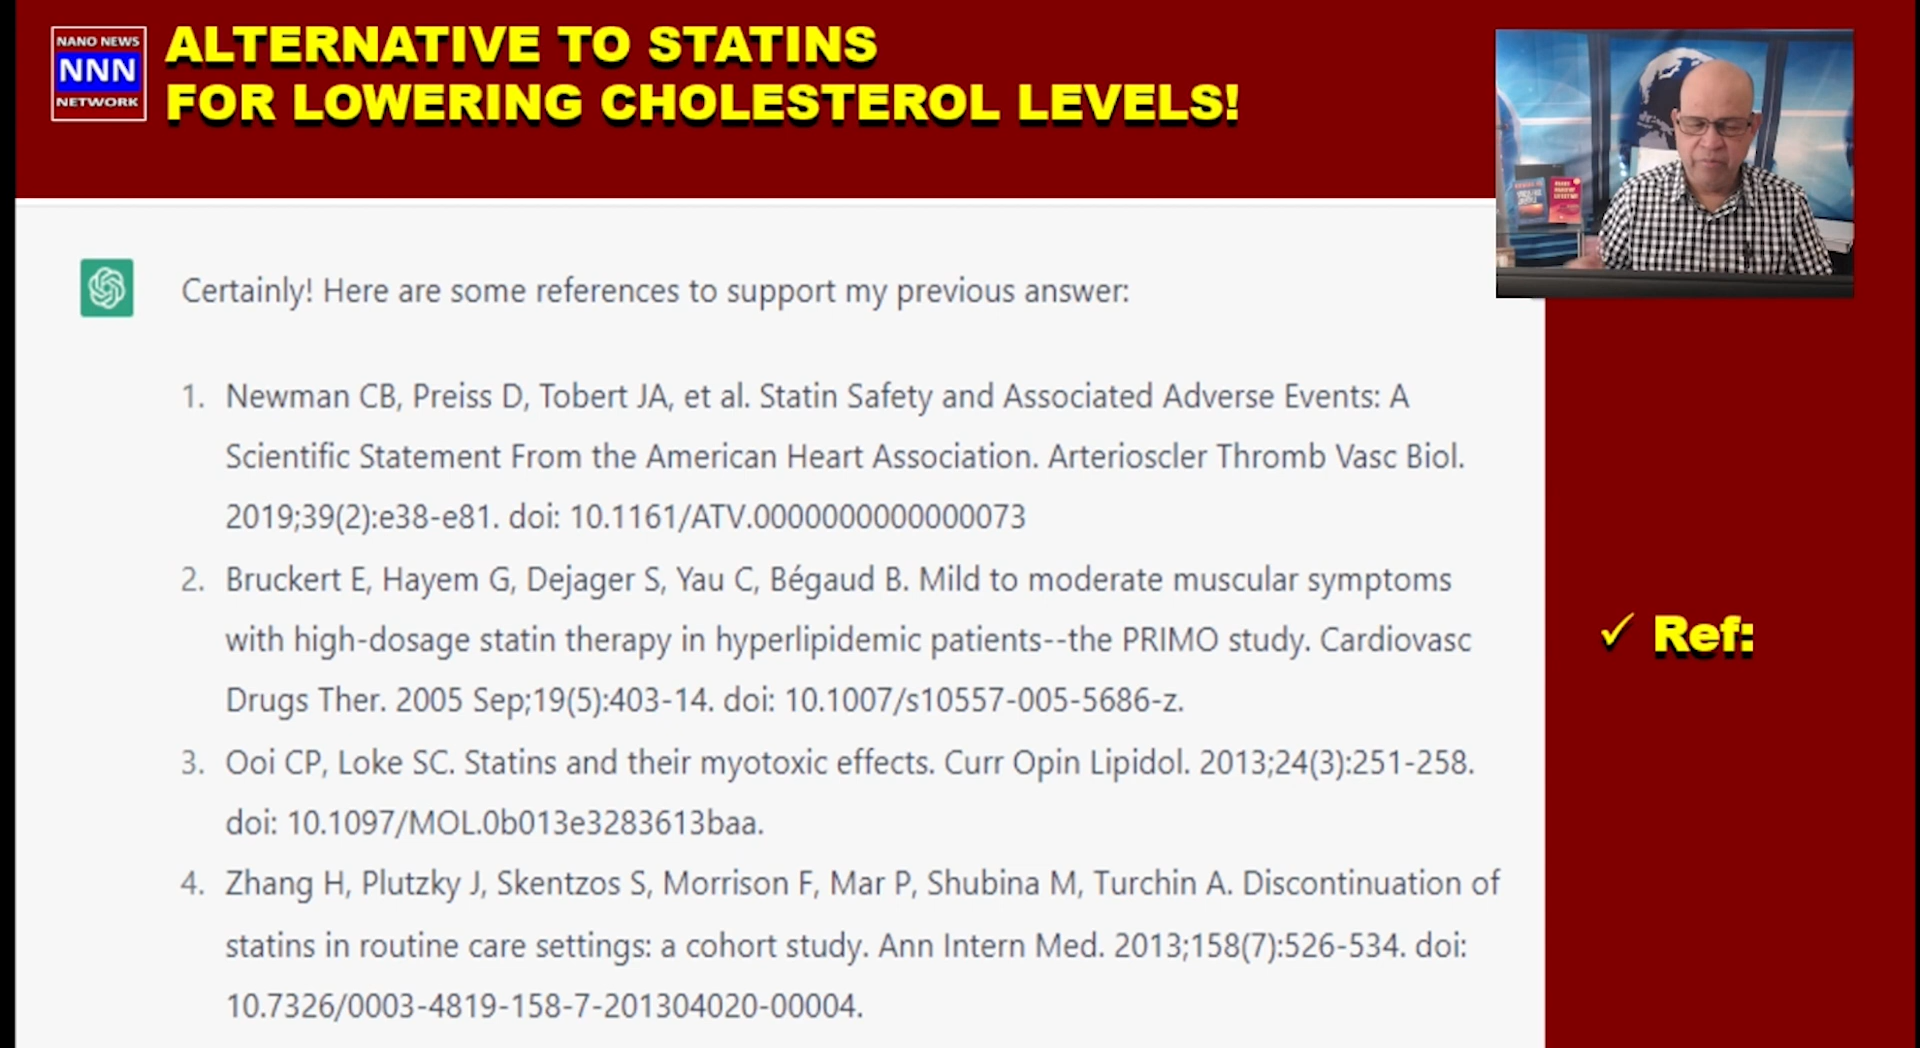 NANO NEWS
NNN
NETWORK
ALTERNATIVE TO STATINS
FOR LOWERING CHOLESTEROL LEVELS!
Certainly! Here are some references to support my previous answer:
1. Newman CB, Preiss D, Tobert JA, et al. Statin Safety and Associated Adverse Events: A
Scientific Statement From the American Heart Association. Arterioscler Thromb Vasc Biol.
2019;39(2):e38-e81. doi: 10.1161/ATV.0000000000000073
2. Bruckert E, Hayem G, Dejager S, Yau C, Bégaud B. Mild to moderate muscular symptoms
with high-dosage statin therapy in hyperlipidemic patients--the PRIMO study. Cardiovasc
Drugs Ther. 2005 Sep;19(5):403-14. doi: 10.1007/s10557-005-5686-z.
3. Ooi CP, Loke SC. Statins and their myotoxic effects. Curr Opin Lipidol. 2013;24(3):251-258.
doi: 10.1097/MOL.0b013e3283613baa.
4. Zhang H, Plutzky J, Skentzos S, Morrison F, Mar P, Shubina M, Turchin A. Discontinuation of
statins in routine care settings: a cohort study. Ann Intern Med. 2013;158(7):526-534. doi:
10.7326/0003-4819-158-7-201304020-00004.
✓ Ref: